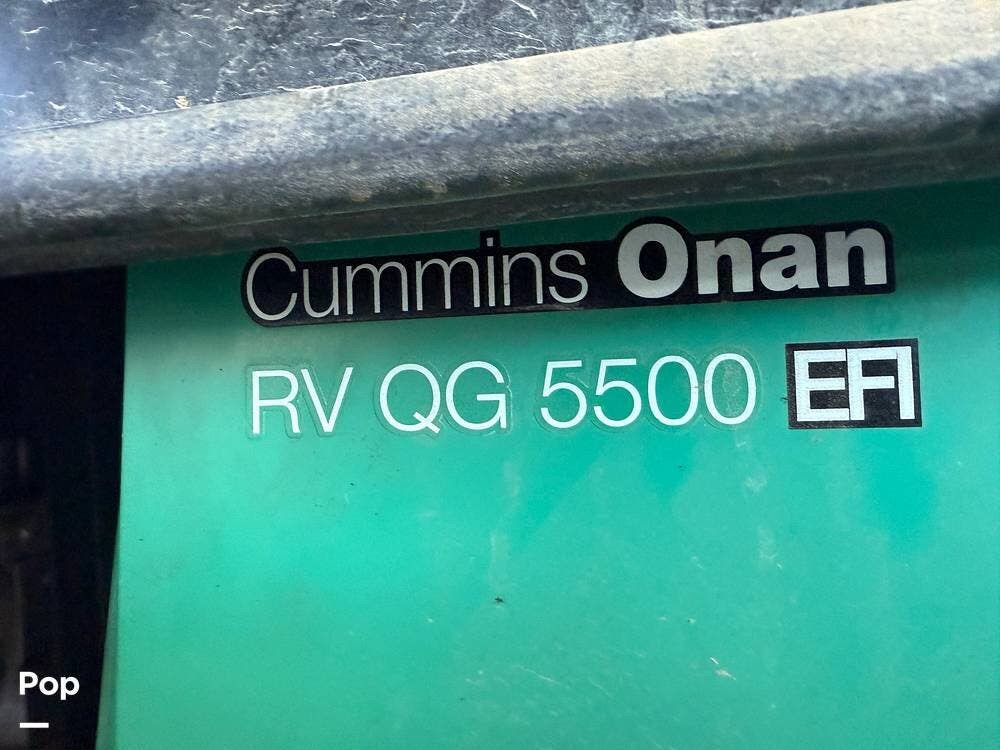 Cummins Onan
RV QG 5500 EFI
Pop